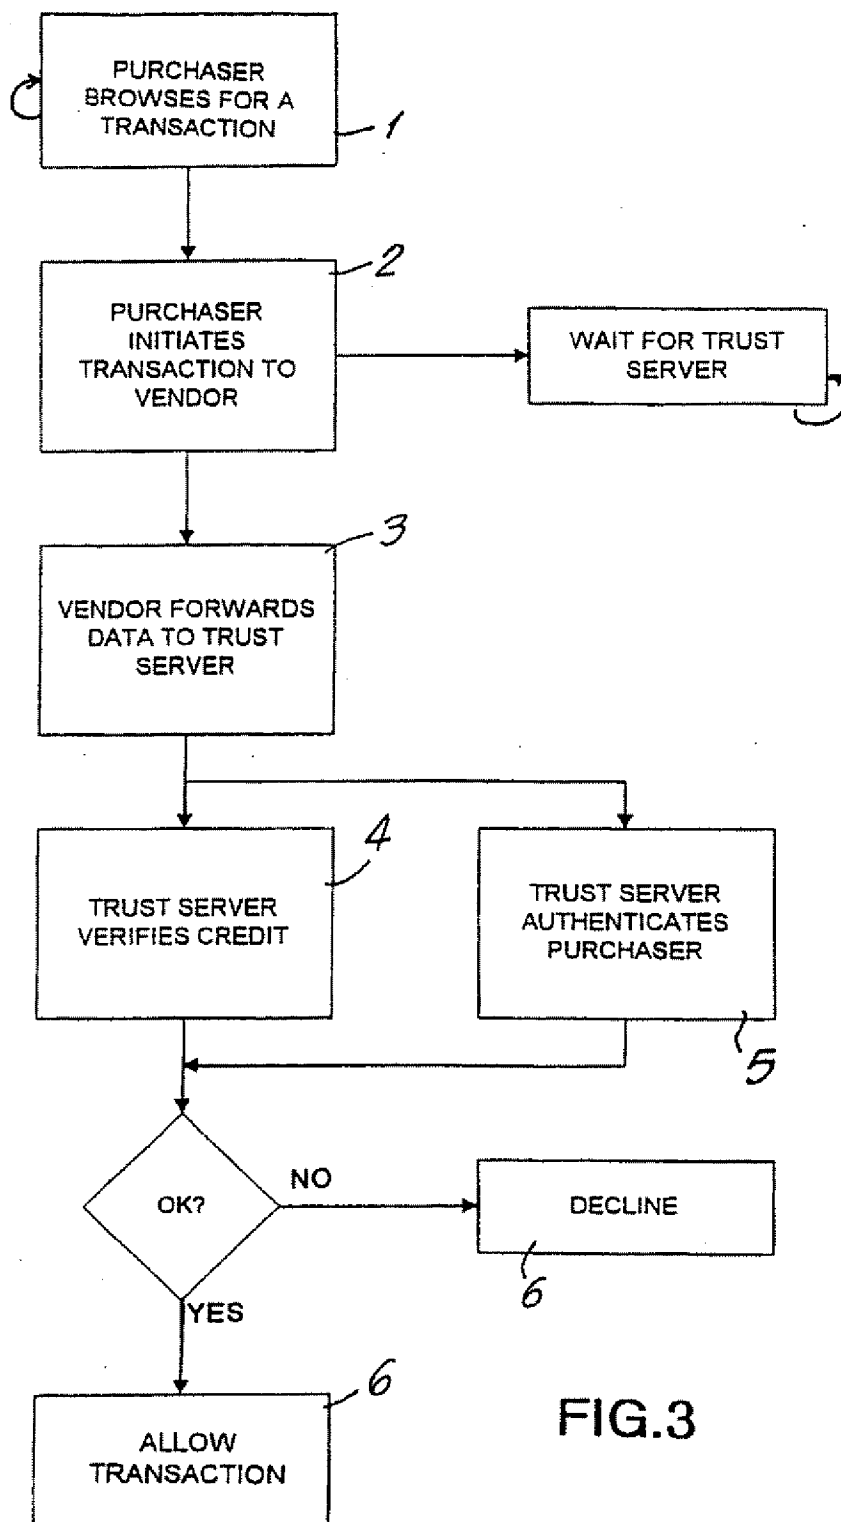 PURCHASER
BROWSES FOR A
TRANSACTION
1
2
PURCHASER
INITIATES
TRANSACTION TO
VENDOR
WAIT FOR TRUST
SERVER
3
VENDOR FORWARDS
DATA TO TRUST
SERVER
4
TRUST SERVER
VERIFIES CREDIT
TRUST SERVER
AUTHENTICATES
PURCHASER
5
OK?
NO
DECLINE
6
YES
6
ALLOW
TRANSACTION
FIG.3